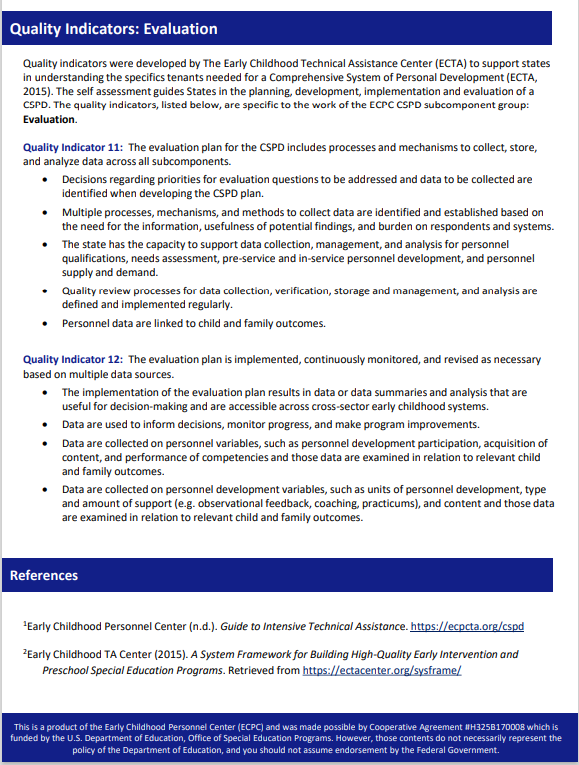 Quality Indicators: Evaluation
Quality indicators were developed by The Early Childhood Technical Assistance Center (ECTA) to support states
in understanding the specifics tenants needed for a Comprehensive System of Personal Development (ECTA,
2015). The self assessment guides States in the planning, development, implementation and evaluation of a
CSPD. The quality indicators, listed below, are specific to the work of the ECPC CSPD subcomponent group:
Evaluation.
Quality Indicator 11: The evaluation plan for the CSPD includes processes and mechanisms to collect, store,
and analyze data across all subcomponents.
• Decisions regarding priorities for evaluation questions to be addressed and data to be collected are
identified when developing the CSPD plan.
• Multiple processes, mechanisms, and methods to collect data are identified and established based on
the need for the information, usefulness of potential findings, and burden on respondents and systems.
• The state has the capacity to support data collection, management, and analysis for personnel
qualifications, needs assessment, pre-service and in-service personnel development, and personnel
supply and demand.
• Quality review processes for data collection, verification, storage and management, and analysis are
defined and implemented regularly.
• Personnel data are linked to child and family outcomes.
Quality Indicator 12: The evaluation plan is implemented, continuously monitored, and revised as necessary
based on multiple data sources.
• The implementation of the evaluation plan results in data or data summaries and analysis that are
useful for decision-making and are accessible across cross-sector early childhood systems.
• Data are used to inform decisions, monitor progress, and make program improvements.
• Data are collected on personnel variables, such as personnel development participation, acquisition of
content, and performance of competencies and those data are examined in relation to relevant child
and family outcomes.
• Data are collected on personnel development variables, such as units of personnel development, type
and amount of support (e.g. observational feedback, coaching, practicums), and content and those data
are examined in relation to relevant child and family outcomes.
References
¹Early Childhood Personnel Center (n.d.). Guide to Intensive Technical Assistance. https://ecpcta.org/cspd
²Early Childhood TA Center (2015). A System Framework for Building High-Quality Early Intervention and
Preschool Special Education Programs. Retrieved from https://ectacenter.org/sysframe/
This is a product of the Early Childhood Personnel Center (ECPC) and was made possible by Cooperative Agreement #H325B170008 which is
funded by the U.S. Department of Education, Office of Special Education Programs. However, those contents do not necessarily represent the
policy of the Department of Education, and you should not assume endorsement by the Federal Government.